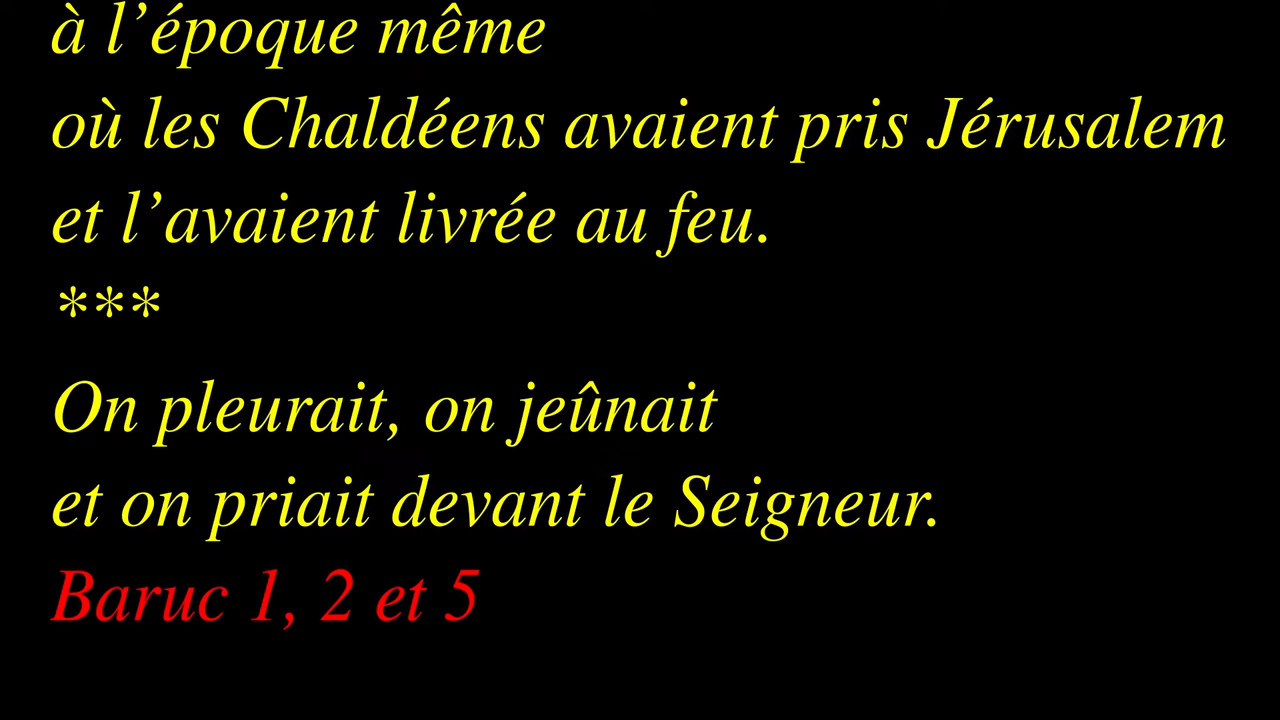 à l’époque même
où les Chaldéens avaient pris Jérusalem
et l’avaient livrée au feu.
***
On pleurait, on jeûnait
et on priait devant le Seigneur.
Baruc 1, 2 et 5